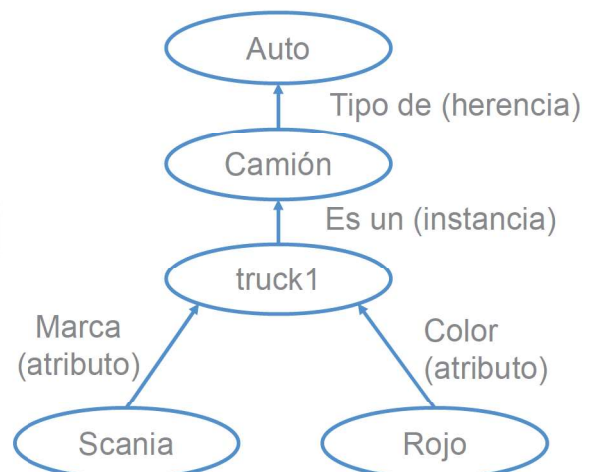 Auto
Tipo de (herencia)
Camión
Es un (instancia)
truck1
Marca
(atributo)
Color
(atributo)
Scania
Rojo